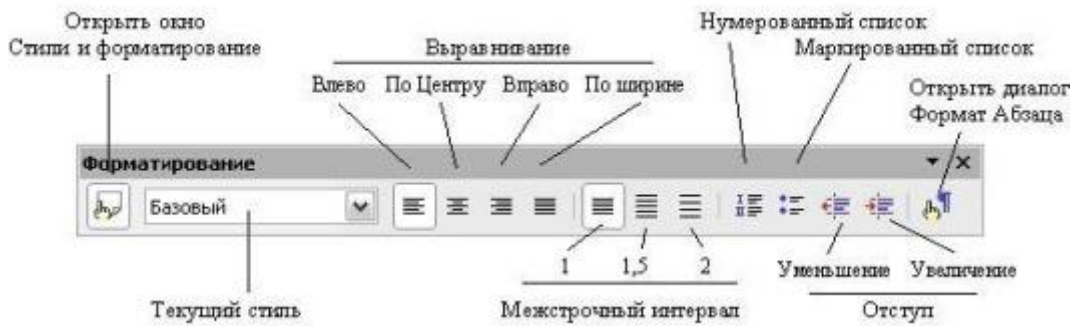 Открыть окно
Стили и форматирование
Выравнивание
Влево По Центру Вправо По ширине
Нумерованный список
Маркированный список
Открыть диалог
Формат Абзаца
Форматирование
Базовый
1 1,5 2
Уменьшение Увеличение
Текущий стиль
Межстрочный интервал
Отступ